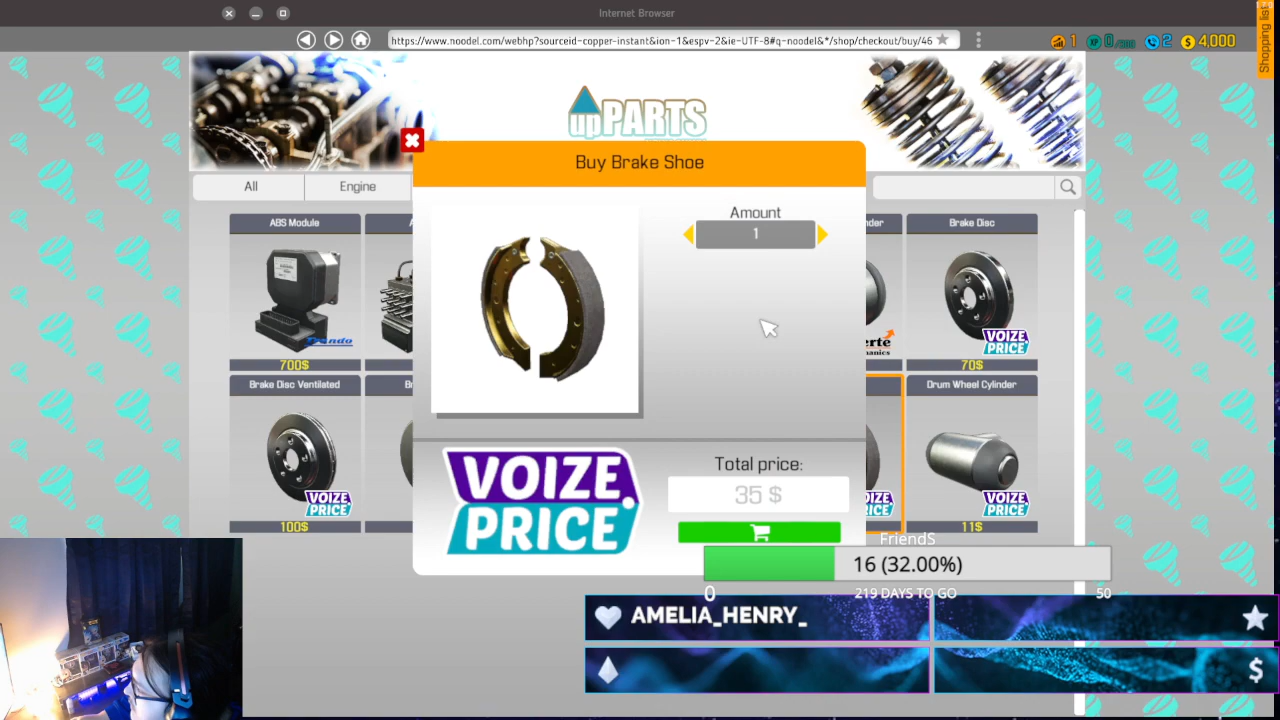 Internet Browser
https://www.noodel.com/webhp?sourceid-copper-instant&ion-1&espv-2&ie-UTF-8#q-noodel&*/shop/checkout/buy/46
1
2
4,000
Shopping list
upPARTS
Buy Brake Shoe
All
Engine
Amount
1
ABS Module
Brake Disc
700$
VOIZE PRICE
70$
Brake Disc Ventilated
Drum Wheel Cylinder
VOIZE PRICE
100$
VOIZE.
PRICE
Total price:
35 $
VOIZE PRICE
11$
FriendS
16 (32.00%)
0
219 DAYS TO GO
50
AMELIA_HENRY_
$